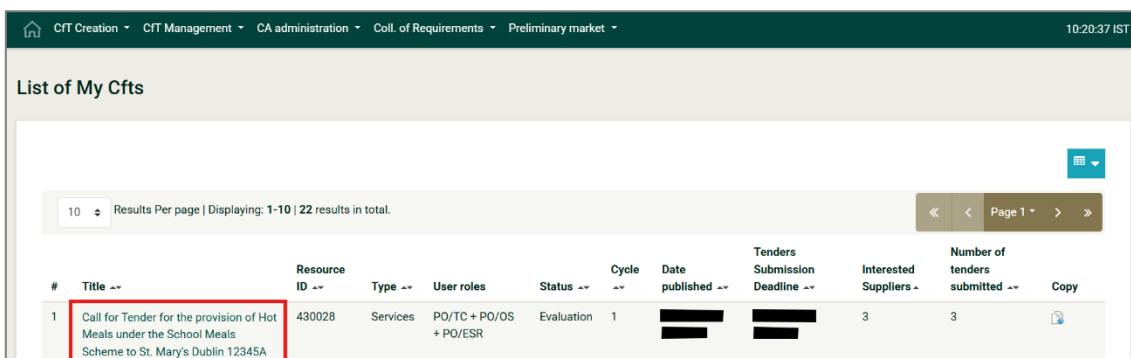 CfT Creation CfT Management CA administration Coll. of Requirements Preliminary market 10:20:37 IST
List of My Cfts
10 Results Per page | Displaying: 1-10 | 22 results in total. « < Page 1 > »
# Title Resource ID Type User roles Status Cycle Date published Tenders Submission Deadline Interested Suppliers Number of tenders submitted Copy
1 Call for Tender for the provision of Hot 430028 Services PO/TC + PO/OS Evaluation 1 3 3
Meals under the School Meals + PO/ESR
Scheme to St. Mary's Dublin 12345A